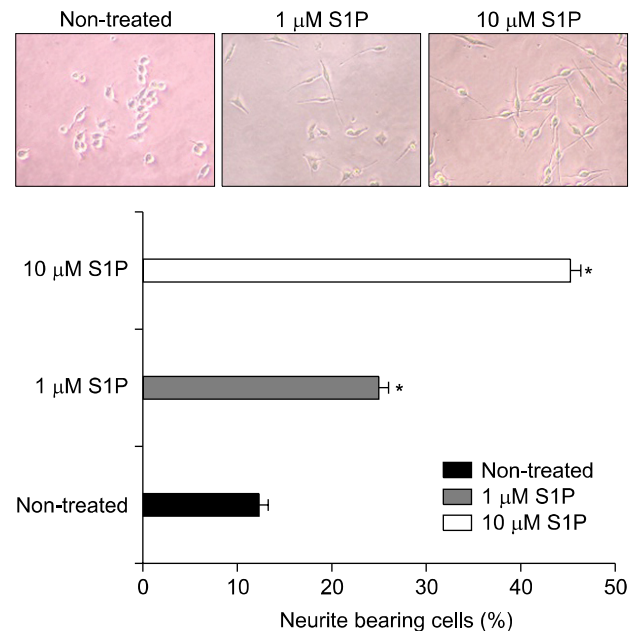 Non-treated
1 μM S1P
10 μM S1P
10 μM S1P
*
1 μM S1P
*
Non-treated
Non-treated
1 μM S1P
10 μM S1P
0
10
20
30
40
50
Neurite bearing cells (%)